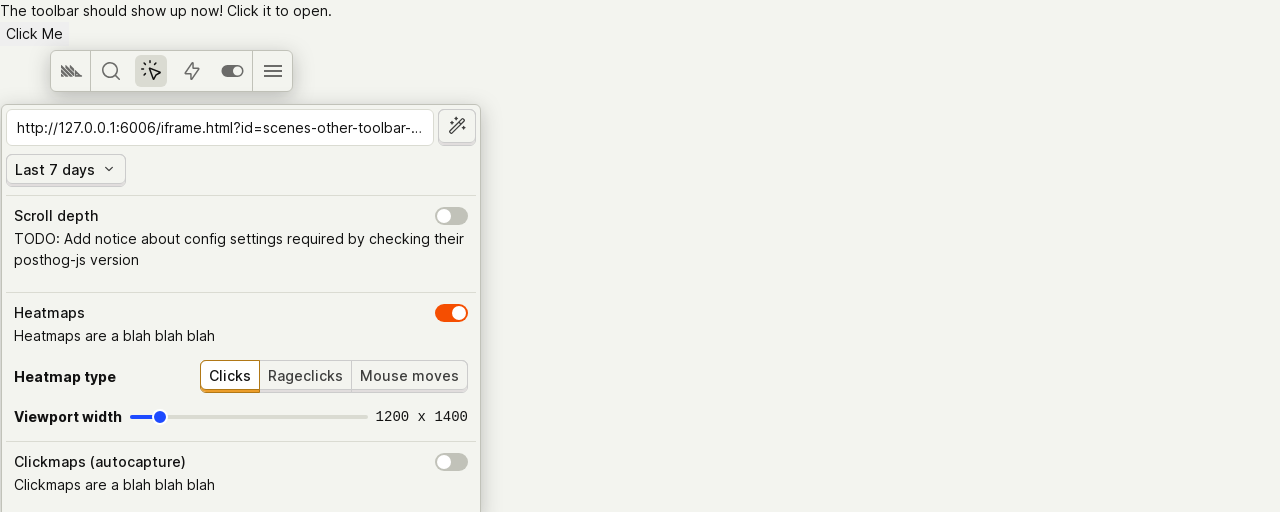 The toolbar should show up now! Click it to open.
Click Me
http://127.0.0.1:6006/iframe.html?id=scenes-other-toolbar-...
Last 7 days
Scroll depth
TODO: Add notice about config settings required by checking their
posthog-js version
Heatmaps
Heatmaps are a blah blah blah
Heatmap type Clicks Rageclicks Mouse moves
Viewport width 1200 x 1400
Clickmaps (autocapture)
Clickmaps are a blah blah blah